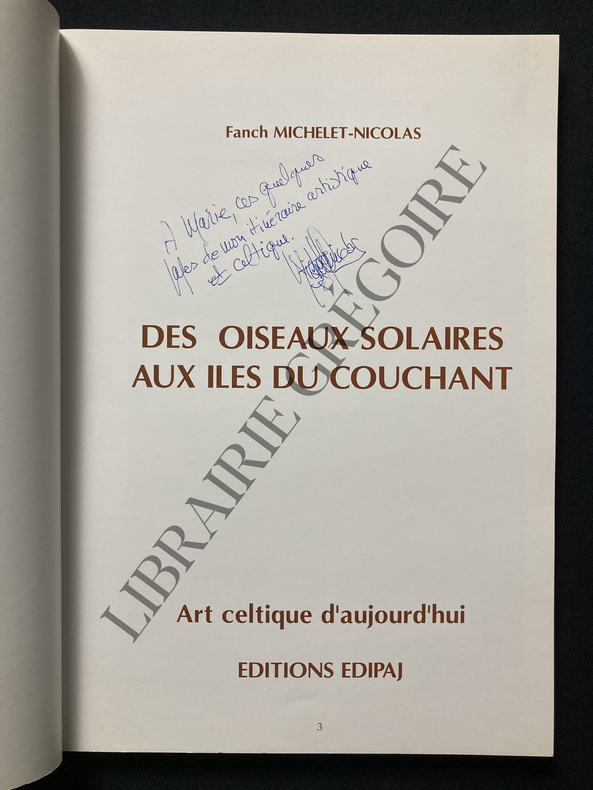 Fanch MICHELET-NICOLAS
A Marie, ces quelques
pages de mon itinéraire artistique
et celtique.
DES OISEAUX SOLAIRES
AUX ILES DU COUCHANT
LIBRAIRIE GRÉGOIRE
Art celtique d'aujourd'hui
EDITIONS EDIPAJ
3